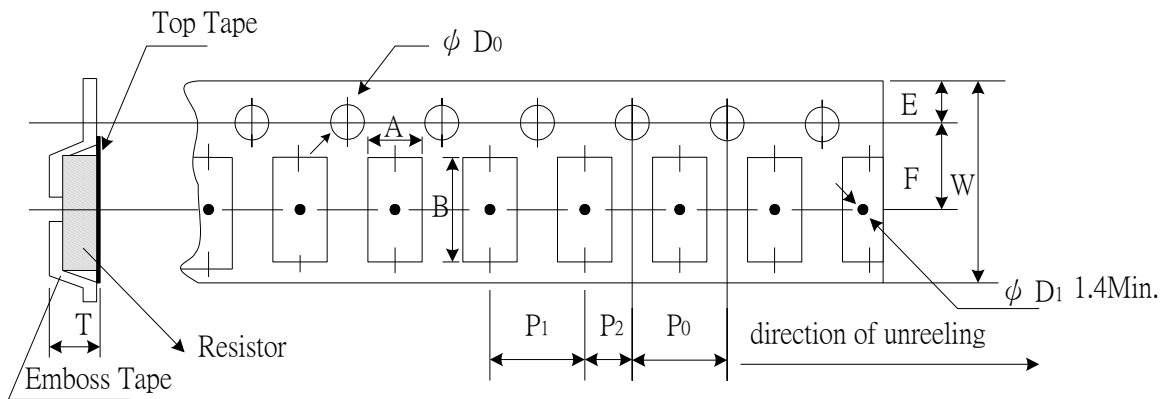 Top Tape
ϕ D0
E
A
F
W
B
ϕ D1 1.4Min.
P1
P2
P0
T
direction of unreeling
Resistor
Emboss Tape